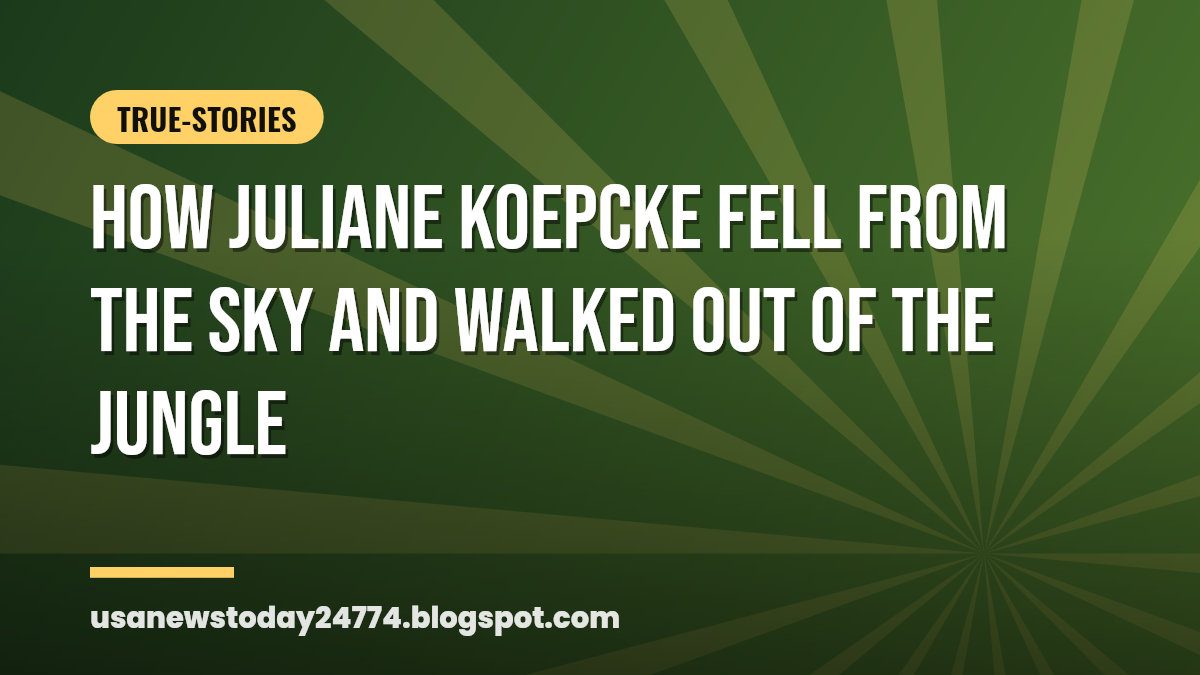 TRUE-STORIES
HOW JULIANE KOEPCKE FELL FROM
THE SKY AND WALKED OUT OF THE
JUNGLE
usanewstoday24774.blogspot.com